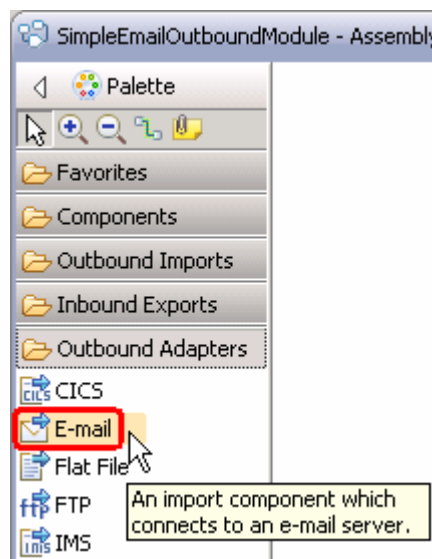 SimpleEmailOutboundModule - Assembly
Palette
Favorites
Components
Outbound Imports
Inbound Exports
Outbound Adapters
CICS
E-mail
Flat File
FTP
An import component which
connects to an e-mail server.
IMS